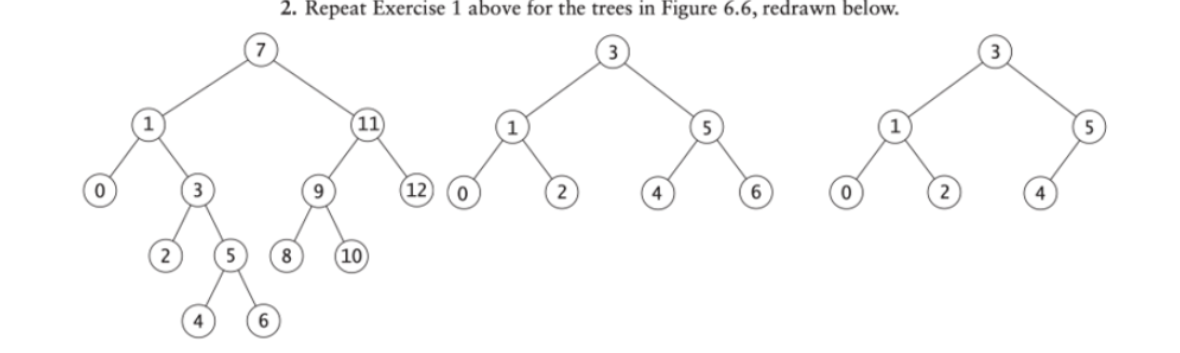 2. Repeat Exercise 1 above for the trees in Figure 6.6, redrawn below.
7 3 3
1 11 1 5 1 5
0 3 9 12 0 2 4 6 0 2 4
2 5 8 10
4 6